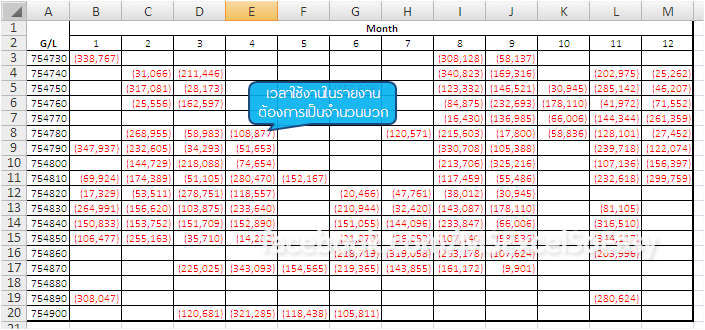 A B C D E F G H I J K L M
1 Month
2 G/L 1 2 3 4 5 6 7 8 9 10 11 12
3 754730 (338,767) (308,128) (58,137)
4 754740 (31,066) (211,446) (340,823) (169,316) (202,975) (25,262)
5 754750 (317,081) (28,173) (123,332) (146,521) (30,945) (285,142) (46,207)
6 754760 (25,556) (162,597) (84,875) (232,693) (178,110) (41,972) (71,552)
7 754770 (16,430) (136,985) (66,006) (144,344) (261,359)
8 754780 (268,955) (58,983) (108,877) (120,571) (215,603) (17,800) (58,836) (128,101) (27,452)
เวลาใช้งานในรายงาน
ต้องการเป็นจำนวนบวก
9 754790 (347,937) (232,605) (34,293) (51,653) (330,708) (105,388) (239,718) (122,074)
10 754800 (144,729) (218,088) (74,654) (213,706) (325,216) (107,136) (156,397)
11 754810 (69,924) (174,389) (51,105) (280,470) (152,167) (117,459) (55,486) (232,618) (299,759)
12 754820 (17,329) (53,511) (278,751) (118,557) (20,466) (47,761) (38,012) (30,945)
13 754830 (264,991) (156,620) (103,875) (233,640) (210,944) (32,420) (143,087) (178,110) (81,105)
14 754840 (150,833) (153,752) (151,709) (152,890) (151,055) (144,096) (233,847) (66,006) (316,510)
15 754850 (106,477) (255,163) (35,710)
16 754860 (218,719) (319,058) (253,178) (107,624)
17 754870 (225,025) (343,093) (154,565) (219,365) (143,855) (161,172) (9,901)
18 754880
19 754890 (308,047) (280,624)
20 754900 (120,681) (321,285) (118,438) (105,811)
21